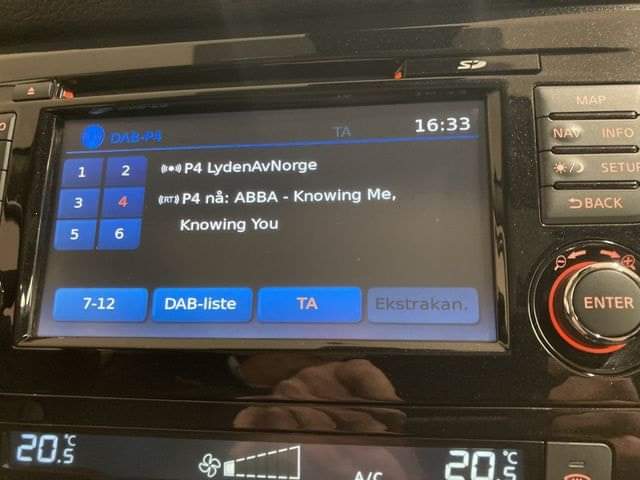 SD
DAB-P4
TA
16:33
MAP
1
2
((•)) P4 LydenAvNorge
NAV
INFO
3
4
(RT) P4 nå: ABBA - Knowing Me,
Knowing You
SETUP
5
6
BACK
7-12
DAB-liste
TA
Ekstrakan.
ENTER
20.5 °C
A/C
20.5 °C